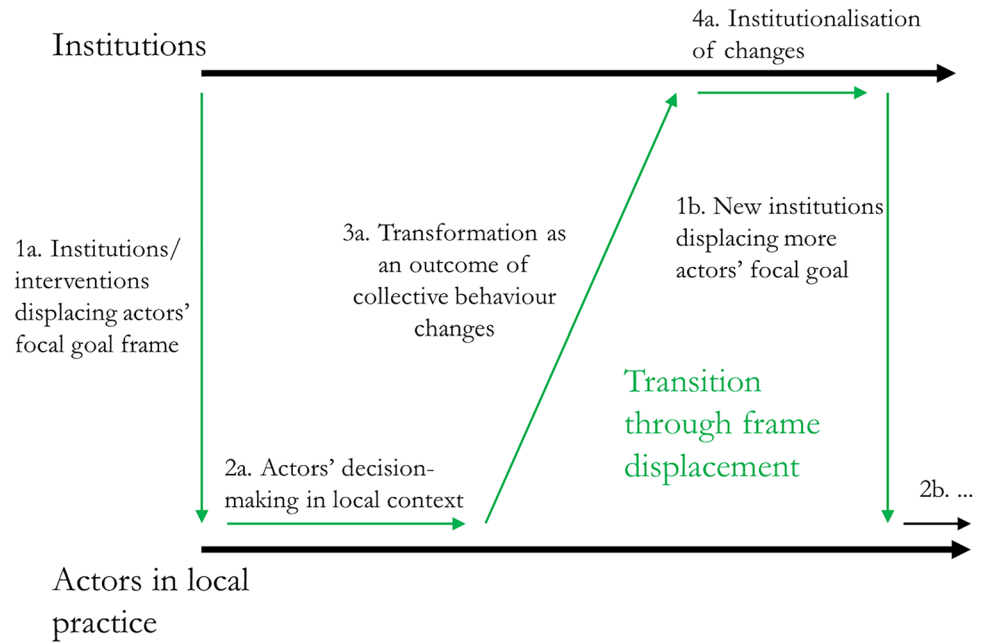 4a. Institutionalisation
of changes
Institutions
1a. Institutions/
interventions
displacing actors’
focal goal frame
3a. Transformation as
an outcome of
collective behaviour
changes
1b. New institutions
displacing more
actors’ focal goal
Transition
through frame
displacement
2a. Actors’ decision-
making in local context
2b. ...
Actors in local
practice